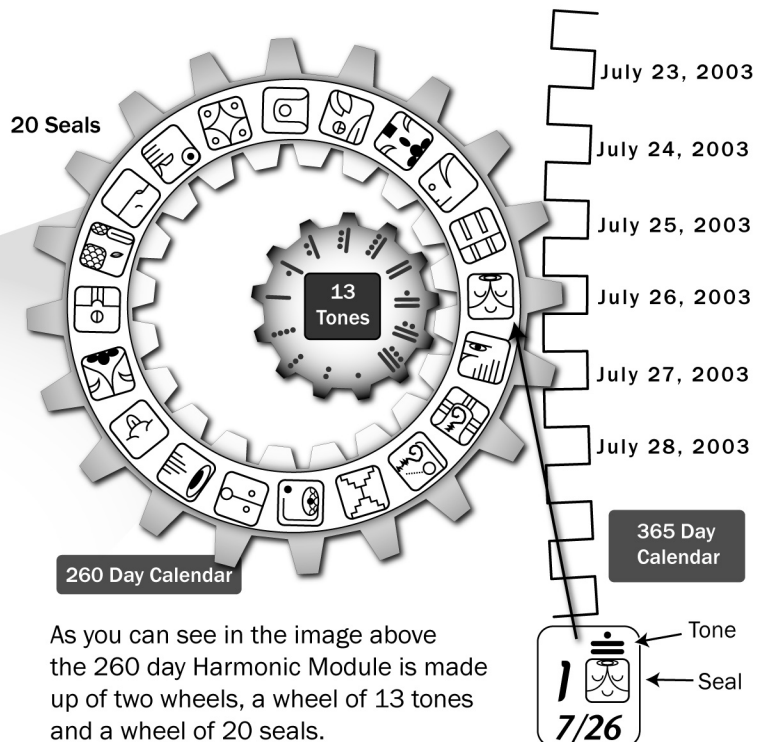 20 Seals
13
Tones
July 23, 2003
July 24, 2003
July 25, 2003
July 26, 2003
July 27, 2003
July 28, 2003
365 Day
Calendar
260 Day Calendar
Tone
Seal
7/26
As you can see in the image above
the 260 day Harmonic Module is made
up of two wheels, a wheel of 13 tones
and a wheel of 20 seals.